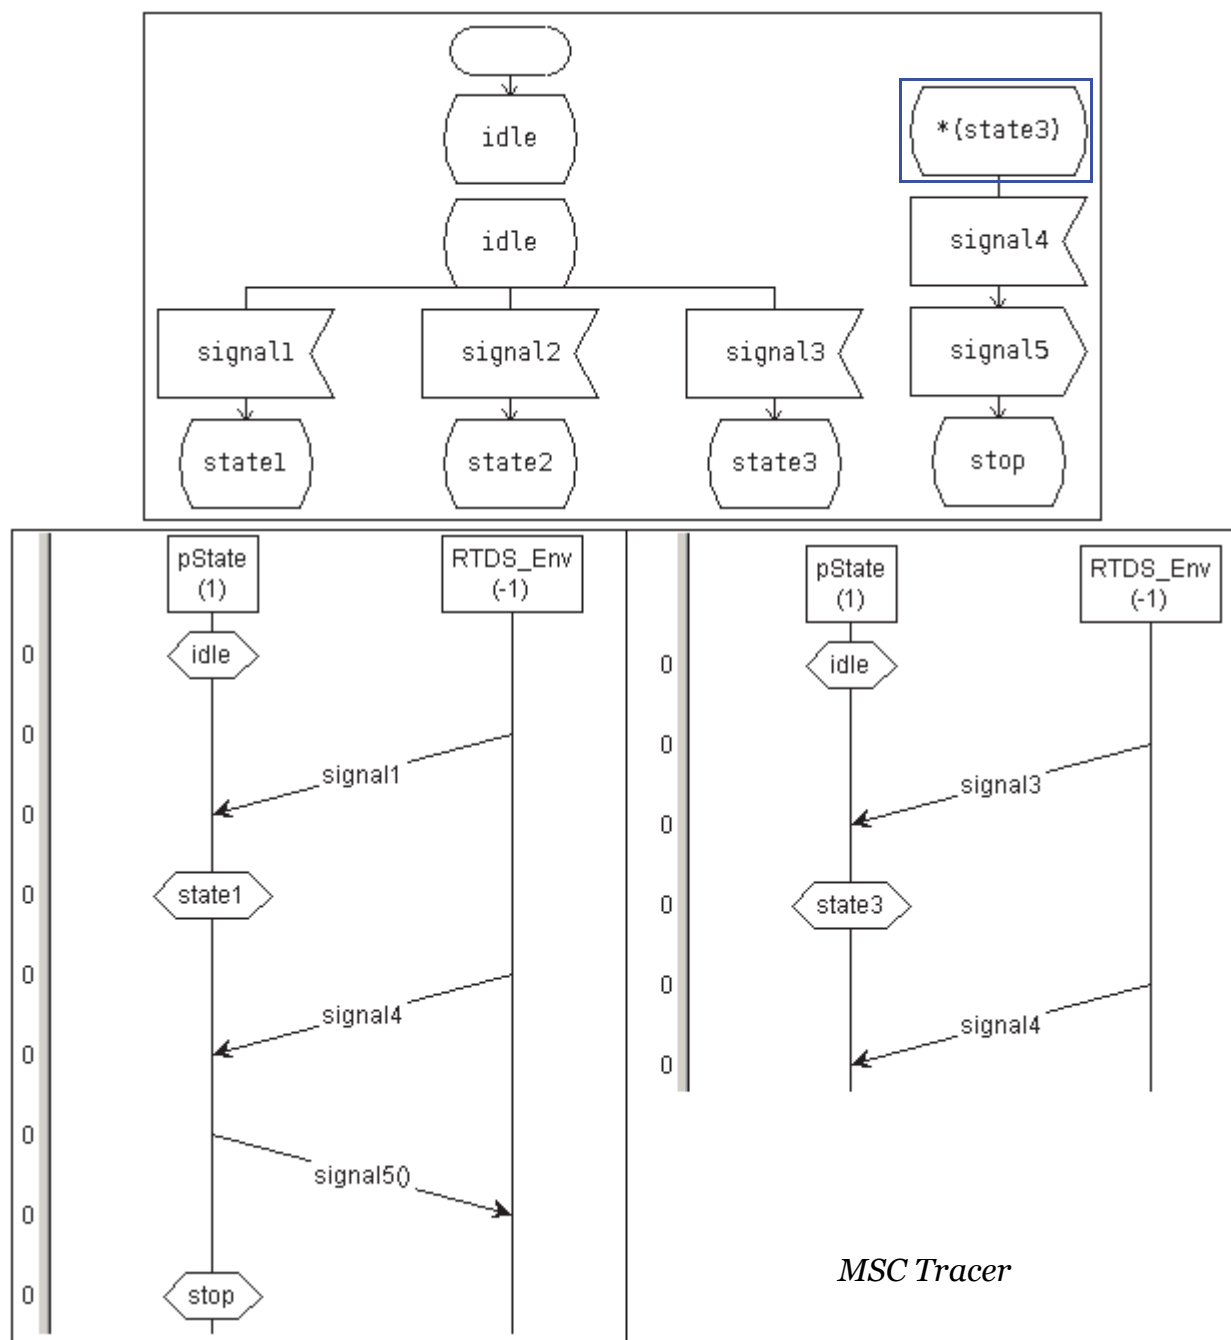 idle
*(state3)
idle
signal4
signal1
signal2
signal3
signal5
state1
state2
state3
stop
pState
(1)
RTDS_Env
(-1)
0
idle
0
signal1
0
0
state1
0
signal4
0
0
signal5()
0
0
stop
pState
(1)
RTDS_Env
(-1)
0
idle
0
signal3
0
0
state3
0
signal4
0
MSC Tracer